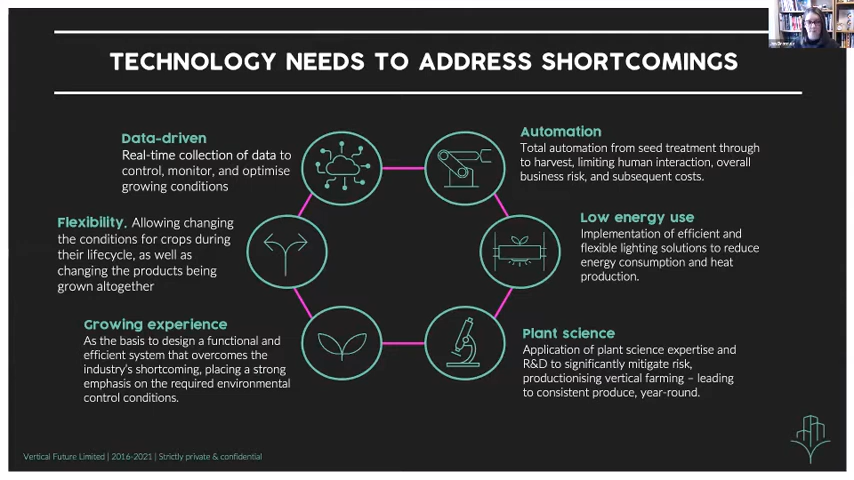 TECHNOLOGY NEEDS TO ADDRESS SHORTCOMINGS
Data-driven
Real-time collection of data to
control, monitor, and optimise
growing conditions
Automation
Total automation from seed treatment through
to harvest, limiting human interaction, overall
business risk, and subsequent costs.
Flexibility. Allowing changing
the conditions for crops during
their lifecycle, as well as
changing the products being
grown altogether
Low energy use
Implementation of efficient and
flexible lighting solutions to reduce
energy consumption and heat
production.
Growing experience
As the basis to design a functional and
efficient system that overcomes the
industry's shortcoming, placing a strong
emphasis on the required environmental
control conditions.
Plant science
Application of plant science expertise and
R&D to significantly mitigate risk,
productionising vertical farming – leading
to consistent produce, year-round.
Vertical Future Limited | 2016-2021 | Strictly private & confidential